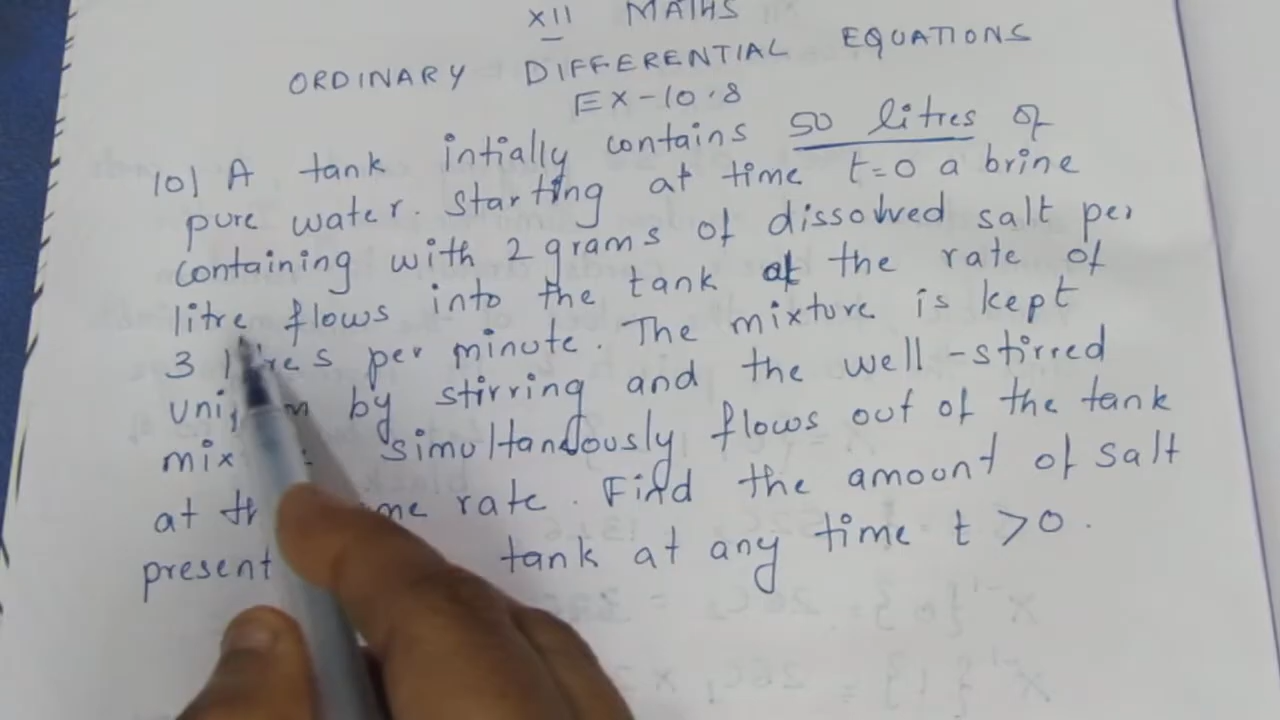 XII MATHS
ORDINARY DIFFERENTIAL EQUATIONS
EX-10.8
10) A tank intially contains 50 litres of
pure water. Starting at time t=0 a brine
containing with 2 grams of dissolved salt per
litre flows into the tank at the rate of
3 litres per minute. The mixture is kept
by stirring and the well-stirred
simultaneously flows out of the tank
at rate. Find the amount of salt
present tank at any time t >0.